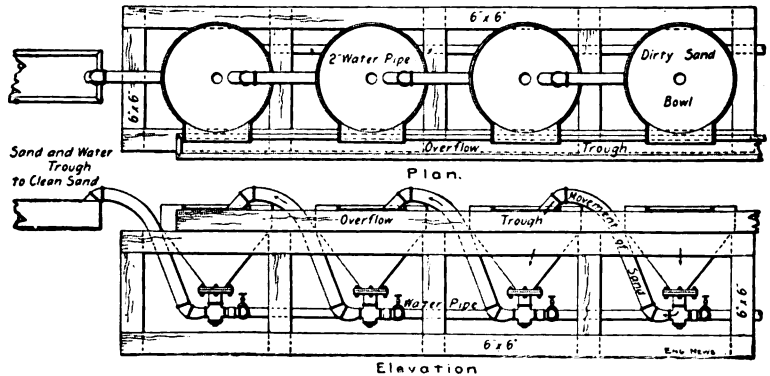 6"x 6"
2" Water Pipe
Dirty Sand
Bowl
6"x 6"
Overflow Trough
Plan.
Sand and Water
Trough
to Clean Sand
Overflow Trough
Movement of Sand
Water Pipe
6"x 6"
6"x 6"
ENG. NEWS
Elevation